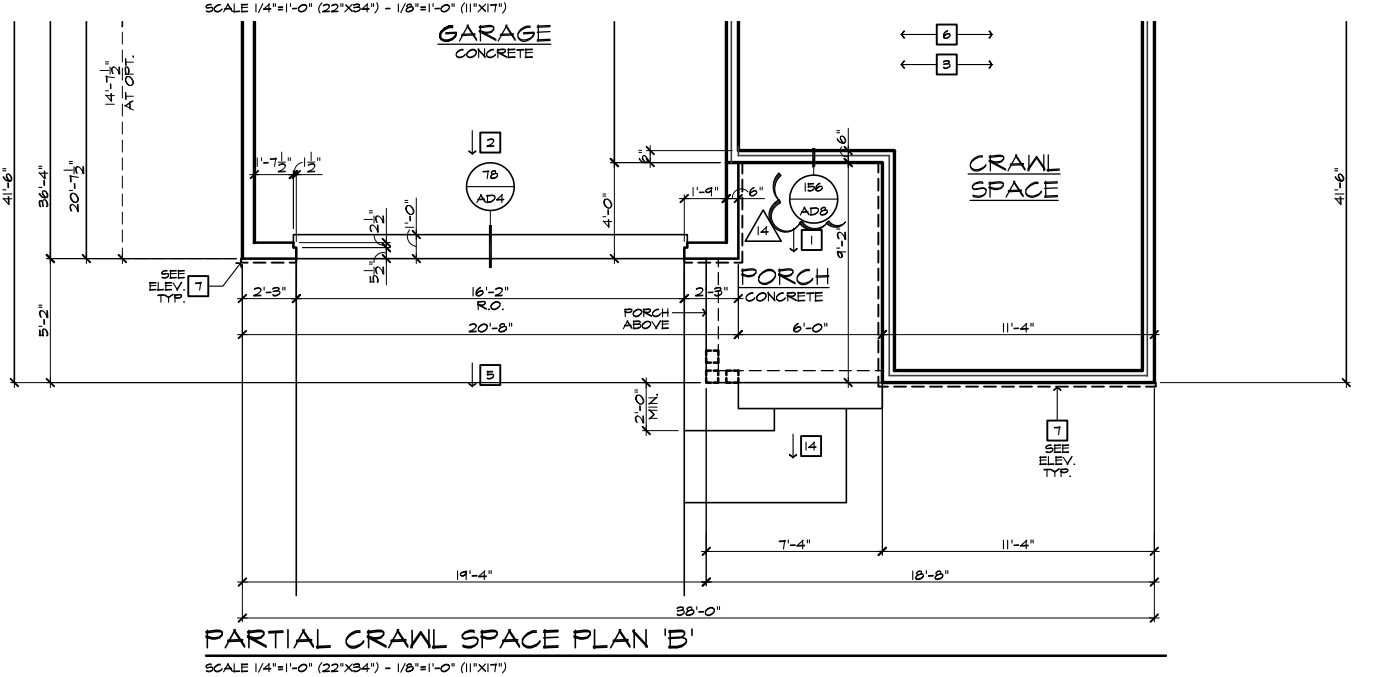 SCALE 1/4"=1'-0" (22"X34") - 1/8"=1'-0" (11"X17")
GARAGE
CONCRETE
6
3
14'-7 1/2"
AT OPT.
41'-6"
36'-4"
20'-7 1/2"
2
1'-7 1/2"
1 1/2"
6"
6"
CRAWL
SPACE
78
AD4
156
AD8
41'-6"
1'-9"
6"
4'-0"
2 1/2"
1'-0"
14
1
9'-2"
5 1/2"
SEE
ELEV.
TYP.
7
PORCH
CONCRETE
2'-3"
16'-2"
R.O.
2'-3"
PORCH
ABOVE
5'-2"
20'-8"
6'-0"
11'-4"
5
2'-0"
MIN.
14
7
SEE
ELEV.
TYP.
7'-4"
11'-4"
19'-4"
18'-8"
38'-0"
PARTIAL CRAWL SPACE PLAN 'B'
SCALE 1/4"=1'-0" (22"X34") - 1/8"=1'-0" (11"X17")